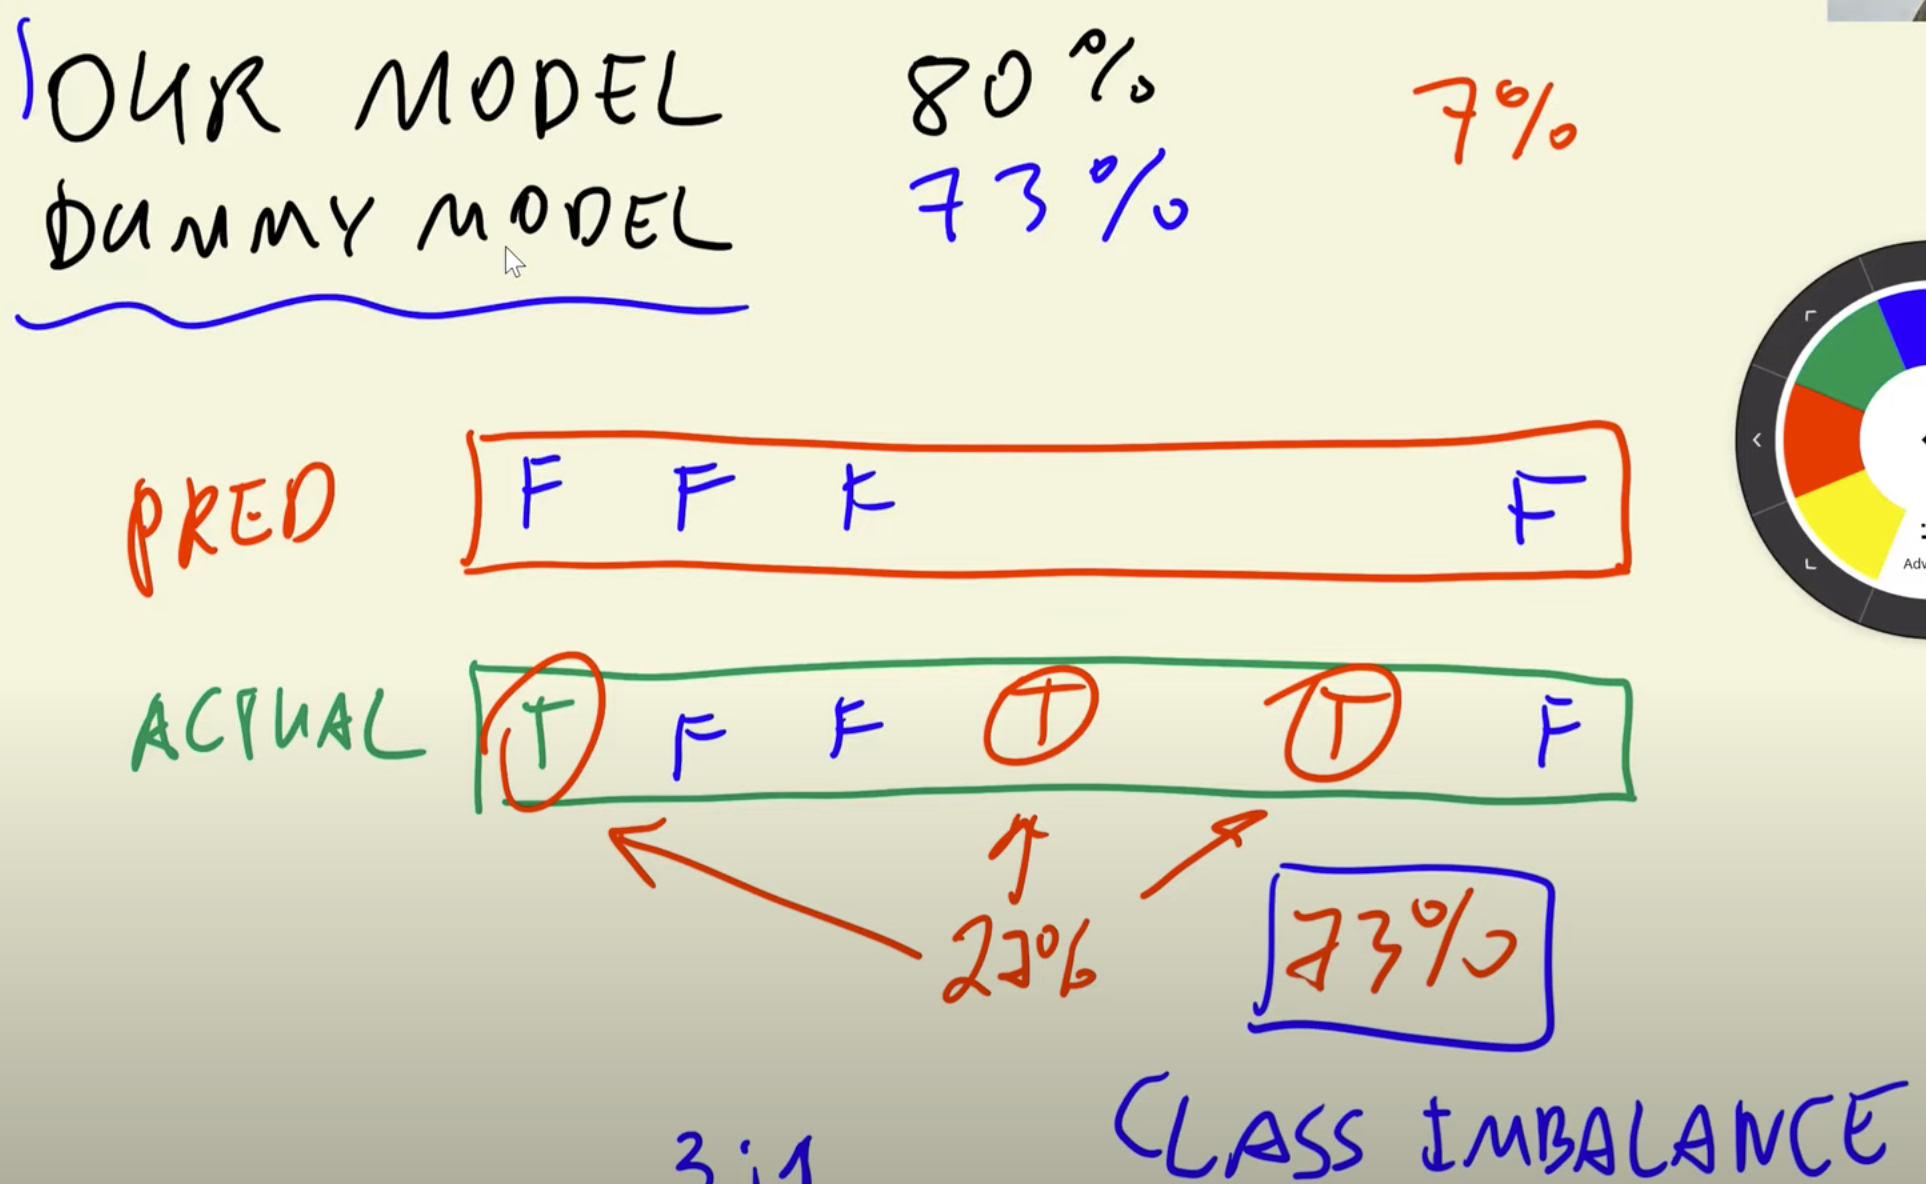 OUR MODEL 80% 7%
DUMMY MODEL 73%
PRED F F F F
ACTUAL T F F T T F
27% 73%
CLASS IMBALANCE
3:1
Adv